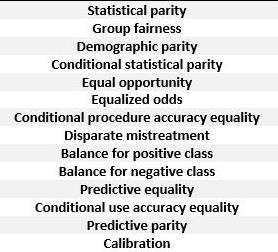 Statistical parity
Group fairness
Demographic parity
Conditional statistical parity
Equal opportunity
Equalized odds
Conditional procedure accuracy equality
Disparate mistreatment
Balance for positive class
Balance for negative class
Predictive equality
Conditional use accuracy equality
Predictive parity
Calibration